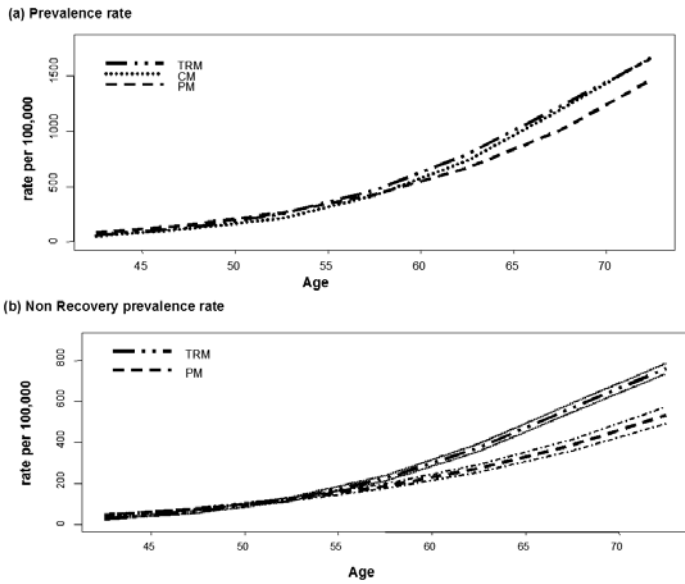 (a) Prevalence rate
TRM
CM
PM
rate per 100,000
0
500
1000
1500
45
50
55
60
65
70
Age
(b) Non Recovery prevalence rate
TRM
PM
rate per 100,000
0
200
400
600
800
45
50
55
60
65
70
Age